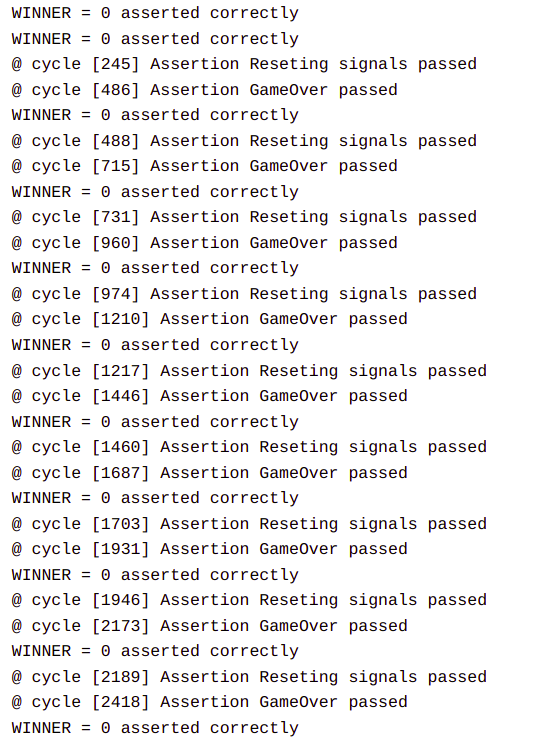 WINNER = 0 asserted correctly
WINNER = 0 asserted correctly
@ cycle [245] Assertion Reseting signals passed
@ cycle [486] Assertion GameOver passed
WINNER = 0 asserted correctly
@ cycle [488] Assertion Reseting signals passed
@ cycle [715] Assertion GameOver passed
WINNER = 0 asserted correctly
@ cycle [731] Assertion Reseting signals passed
@ cycle [960] Assertion GameOver passed
WINNER = 0 asserted correctly
@ cycle [974] Assertion Reseting signals passed
@ cycle [1210] Assertion GameOver passed
WINNER = 0 asserted correctly
@ cycle [1217] Assertion Reseting signals passed
@ cycle [1446] Assertion GameOver passed
WINNER = 0 asserted correctly
@ cycle [1460] Assertion Reseting signals passed
@ cycle [1687] Assertion GameOver passed
WINNER = 0 asserted correctly
@ cycle [1703] Assertion Reseting signals passed
@ cycle [1931] Assertion GameOver passed
WINNER = 0 asserted correctly
@ cycle [1946] Assertion Reseting signals passed
@ cycle [2173] Assertion GameOver passed
WINNER = 0 asserted correctly
@ cycle [2189] Assertion Reseting signals passed
@ cycle [2418] Assertion GameOver passed
WINNER = 0 asserted correctly